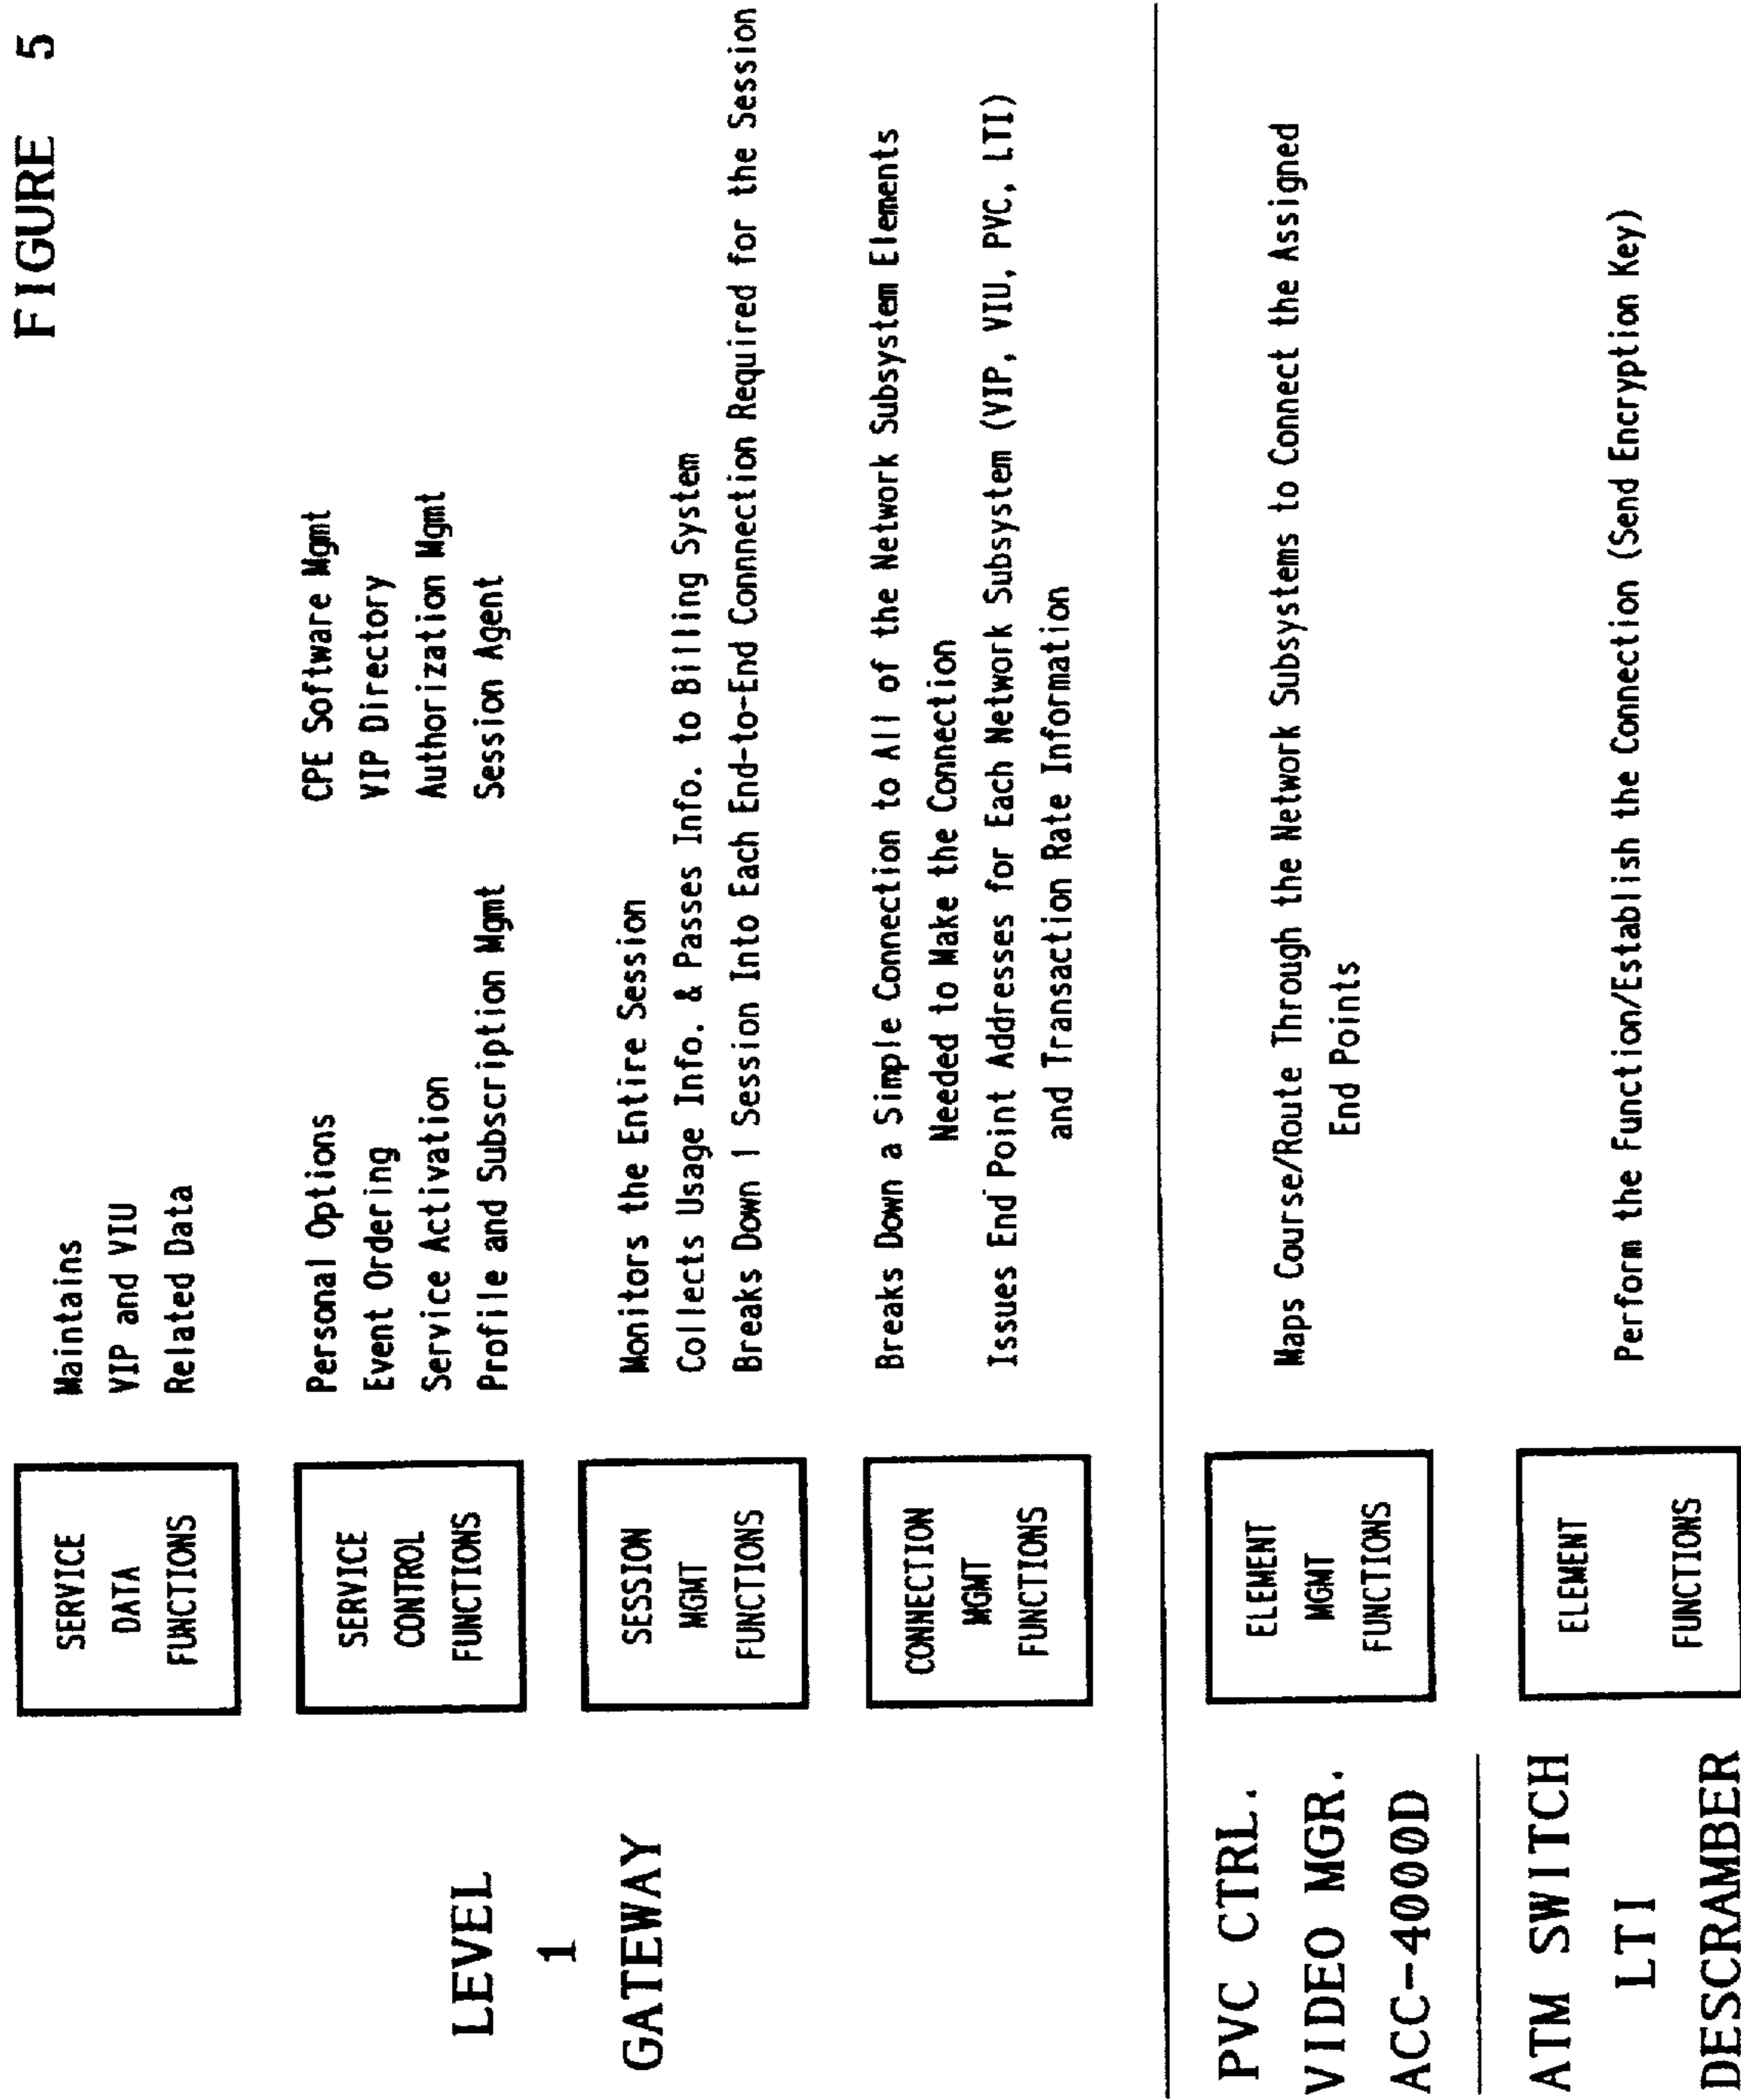 FIGURE 5
LEVEL
1
GATEWAY
SERVICE
DATA
FUNCTIONS
Maintains
VIP and VIU
Related Data
SERVICE
CONTROL
FUNCTIONS
Personal Options
Event Ordering
Service Activation
Profile and Subscription Mgmt
CPE Software Mgmt
VIP Directory
Authorization Mgmt
Session Agent
SESSION
MGMT
FUNCTIONS
Monitors the Entire Session
Collects Usage Info. & Passes Info. to Billing System
Breaks Down 1 Session Into Each End-to-End Connection Required for the Session
CONNECTION
MGMT
FUNCTIONS
Breaks Down a Simple Connection to All of the Network Subsystem Elements
Needed to Make the Connection
Issues End Point Addresses for Each Network Subsystem (VIP, VIU, PVC, LTI)
and Transaction Rate Information
PVC CTRL.
VIDEO MGR.
ACC-4000D
ELEMENT
MGMT
FUNCTIONS
Maps Course/Route Through the Network Subsystems to Connect the Assigned
End Points
ATM SWITCH
LTI
DESCRAMBER
ELEMENT
FUNCTIONS
Perform the Function/Establish the Connection (Send Encryption Key)